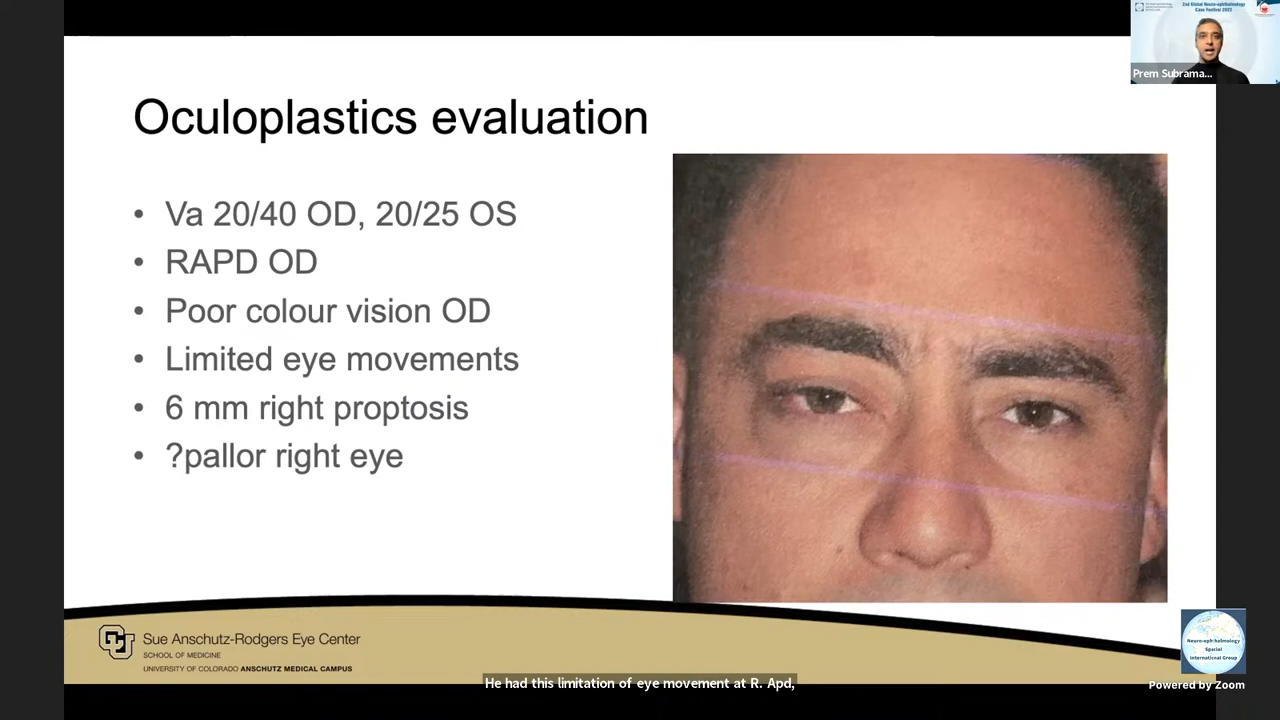 2nd Global Neuro-ophthalmology
Case Festival 2022
Prem Subrama...
Oculoplastics evaluation
• Va 20/40 OD, 20/25 OS
• RAPD OD
• Poor colour vision OD
• Limited eye movements
• 6 mm right proptosis
• ?pallor right eye
Sue Anschutz-Rodgers Eye Center
SCHOOL OF MEDICINE
UNIVERSITY OF COLORADO ANSCHUTZ MEDICAL CAMPUS
Neuro-ophthalmology
Special
International Group
He had this limitation of eye movement at R. Apd,
Powered by Zoom